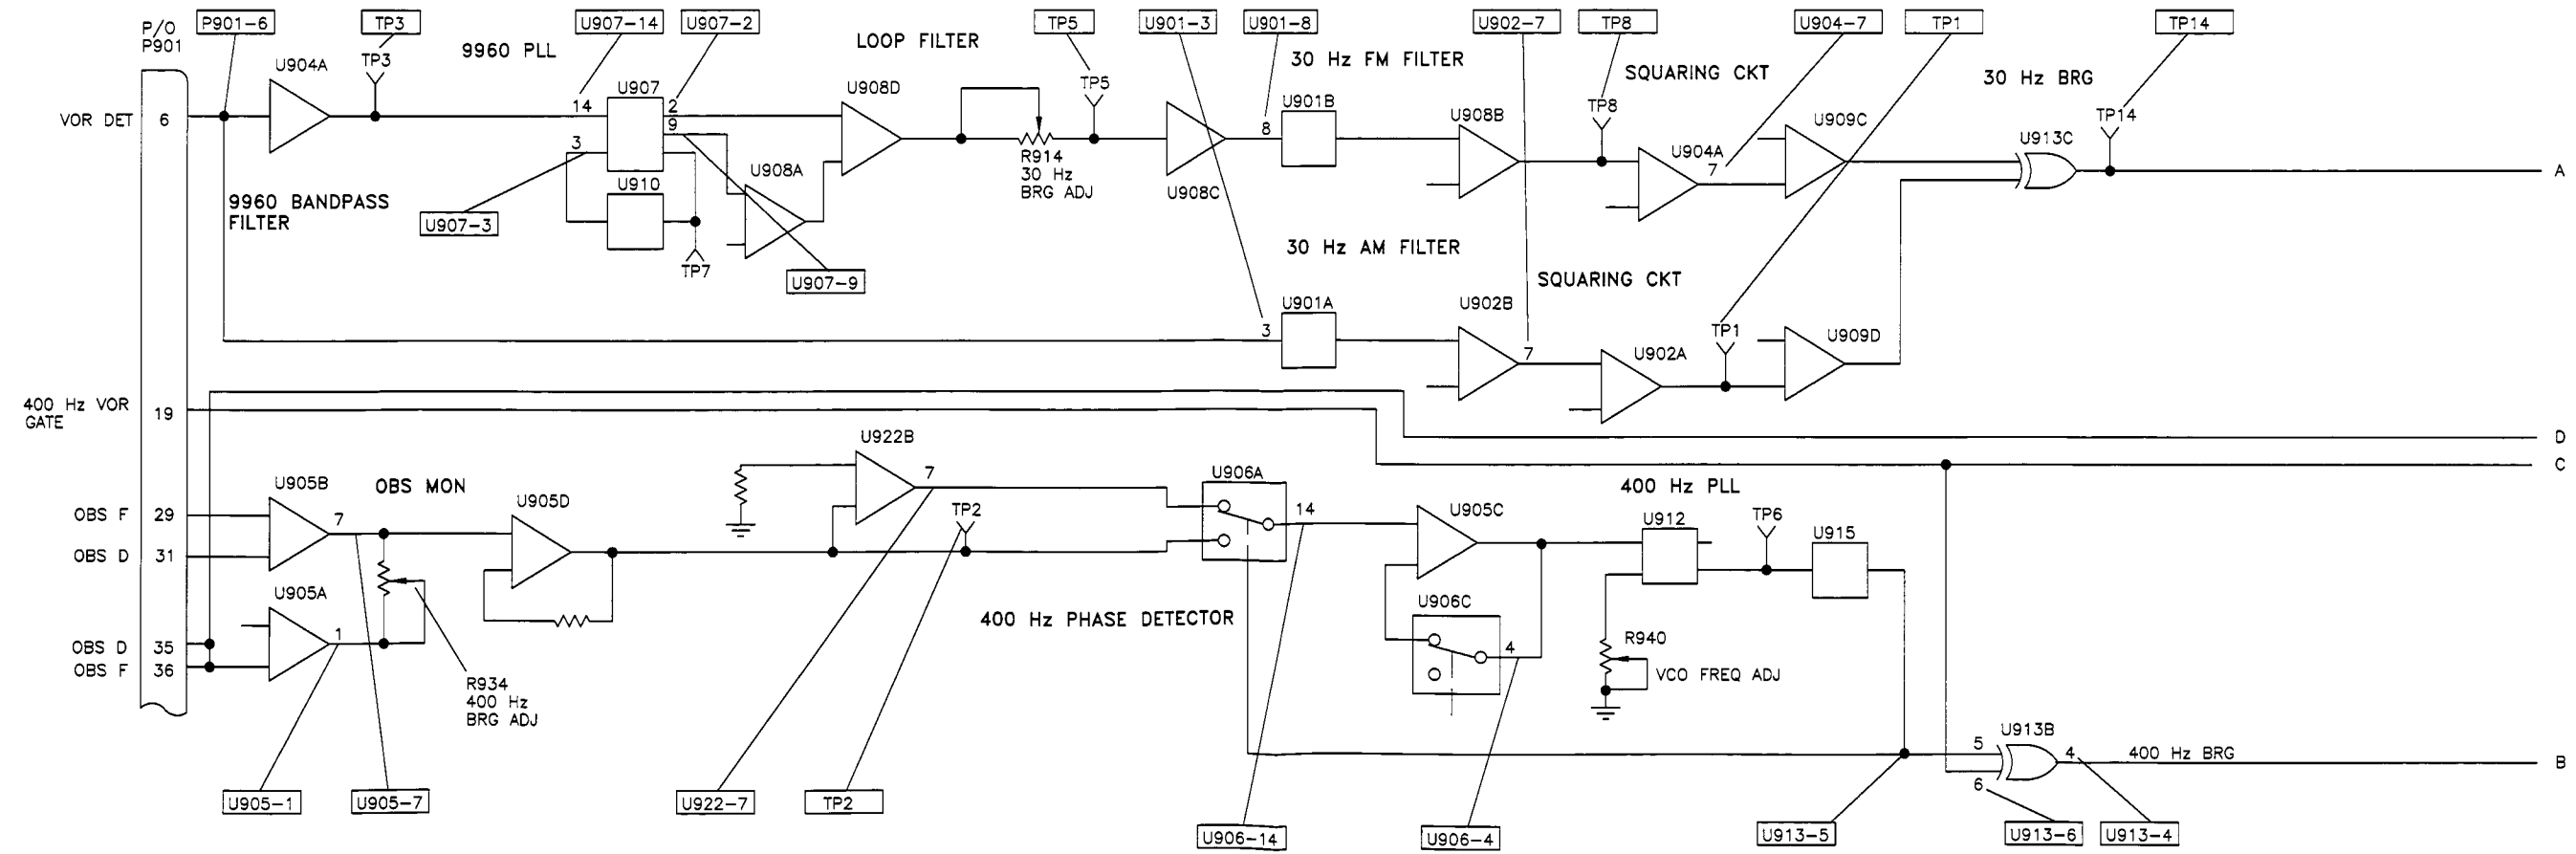 P/O
P901
P901-6
TP3
U907-14
U907-2
TP5
U901-3
U901-8
U902-7
TP8
U904-7
TP1
TP14
9960 PLL
LOOP FILTER
30 Hz FM FILTER
SQUARING CKT
30 Hz BRG
U904A
TP3
U907
U908D
TP5
U901B
U908B
TP8
U909C
U913C
TP14
VOR DET
6
14
2
9
3
8
7
A
U904A
R914
30 Hz
BRG ADJ
U908C
U908A
U910
9960 BANDPASS
FILTER
U907-3
TP7
U907-9
30 Hz AM FILTER
SQUARING CKT
U901A
U902B
TP1
U909D
3
7
U902A
400 Hz VOR
GATE
19
D
C
U922B
7
U906A
400 Hz PLL
U905B
OBS MON
U905D
TP2
14
U905C
U912
TP6
U915
OBS F
29
7
OBS D
31
U905A
1
U906C
4
400 Hz PHASE DETECTOR
R940
VCO FREQ ADJ
OBS D
35
OBS F
36
R934
400 Hz
BRG ADJ
U913B
5
4
6
400 Hz BRG
B
U905-1
U905-7
U922-7
TP2
U906-14
U906-4
U913-5
U913-6
U913-4